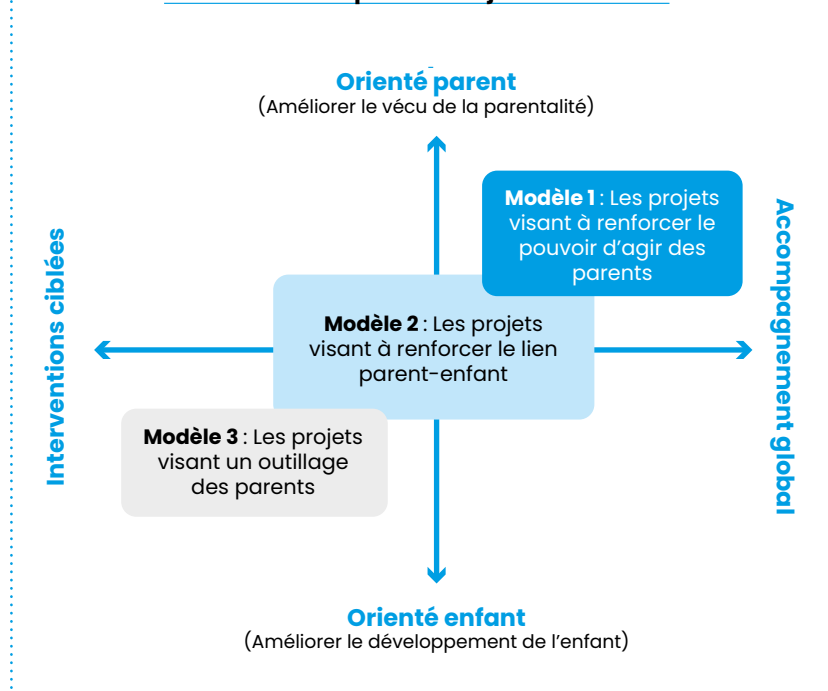 Orienté parent
(Améliorer le vécu de la parentalité)
Modèle 1 : Les projets
visant à renforcer le
pouvoir d’agir des
parents
Interventions ciblées
Accompagnement global
Modèle 2 : Les projets
visant à renforcer le lien
parent-enfant
Modèle 3 : Les projets
visant un outillage
des parents
Orienté enfant
(Améliorer le développement de l’enfant)